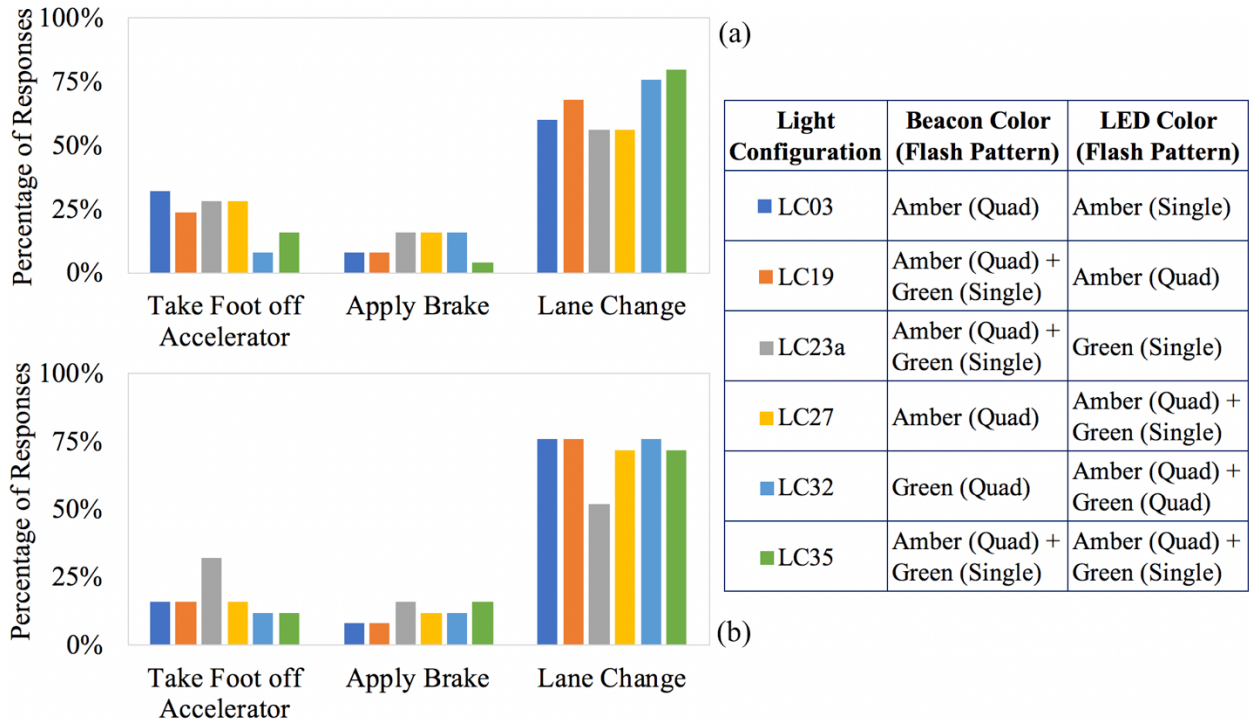 Percentage of Responses
100%
75%
50%
25%
0%
Take Foot off
Accelerator
Apply Brake
Lane Change
(a)
Percentage of Responses
100%
75%
50%
25%
0%
Take Foot off
Accelerator
Apply Brake
Lane Change
(b)
Light
Configuration
Beacon Color
(Flash Pattern)
LED Color
(Flash Pattern)
LC03
Amber (Quad)
Amber (Single)
LC19
Amber (Quad) +
Green (Single)
Amber (Quad)
LC23a
Amber (Quad) +
Green (Single)
Green (Single)
LC27
Amber (Quad)
Amber (Quad) +
Green (Single)
LC32
Green (Quad)
Amber (Quad) +
Green (Quad)
LC35
Amber (Quad) +
Green (Single)
Amber (Quad) +
Green (Single)